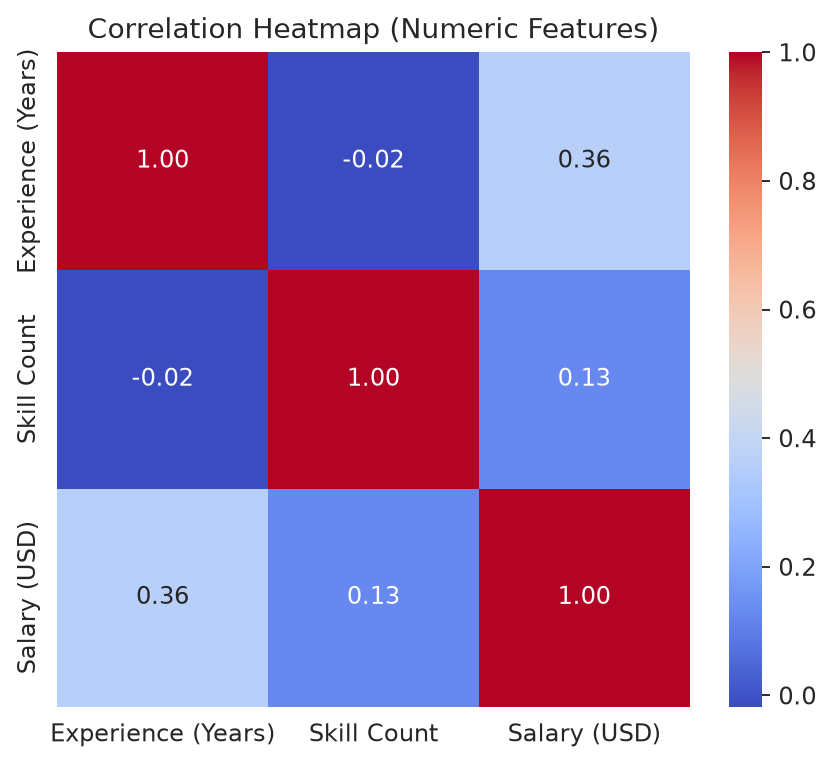 Correlation Heatmap (Numeric Features)
Experience (Years)
1.00
-0.02
0.36
Skill Count
-0.02
1.00
0.13
Salary (USD)
0.36
0.13
1.00
Experience (Years)
Skill Count
Salary (USD)
1.0
0.8
0.6
0.4
0.2
0.0